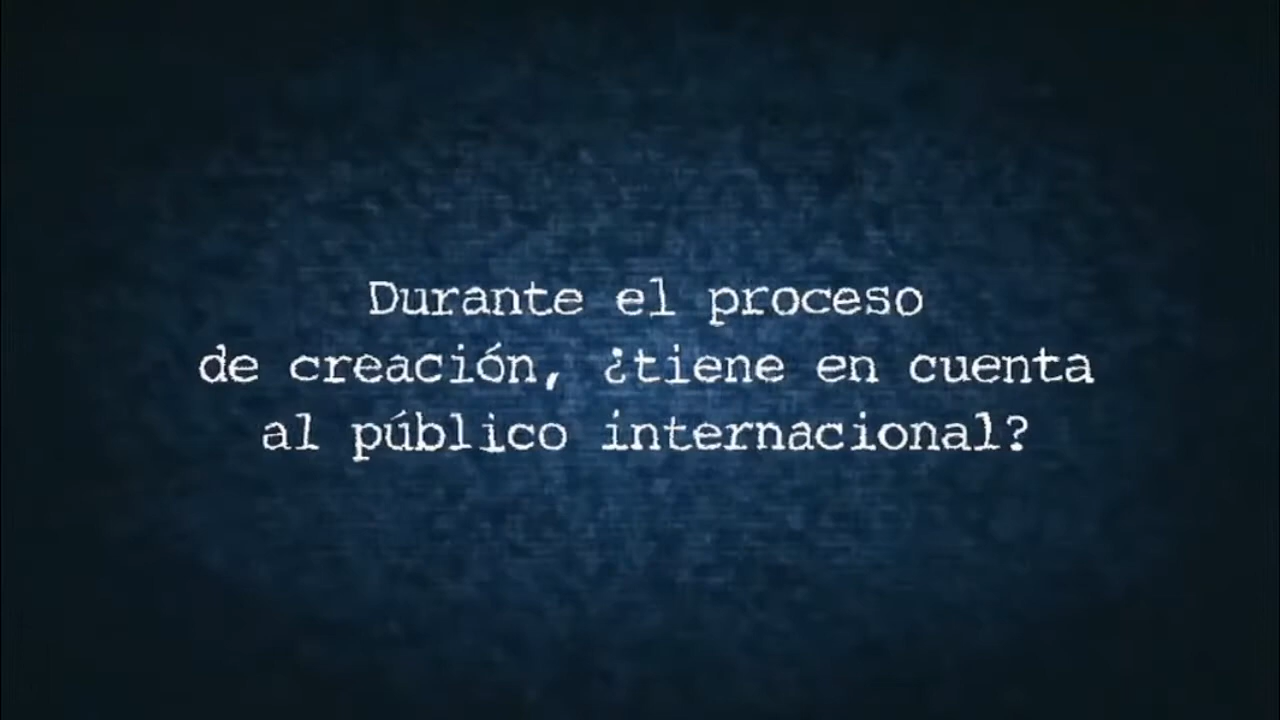 Durante el proceso
de creación, ¿tiene en cuenta
al público internacional?